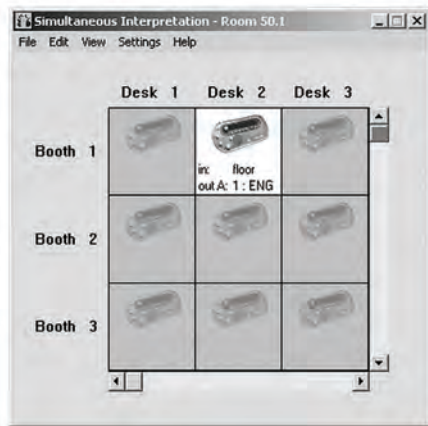 Simultaneous Interpretation - Room 50.1
File Edit View Settings Help
Desk 1 Desk 2 Desk 3
Booth 1
in: floor
out A: 1 : ENG
Booth 2
Booth 3